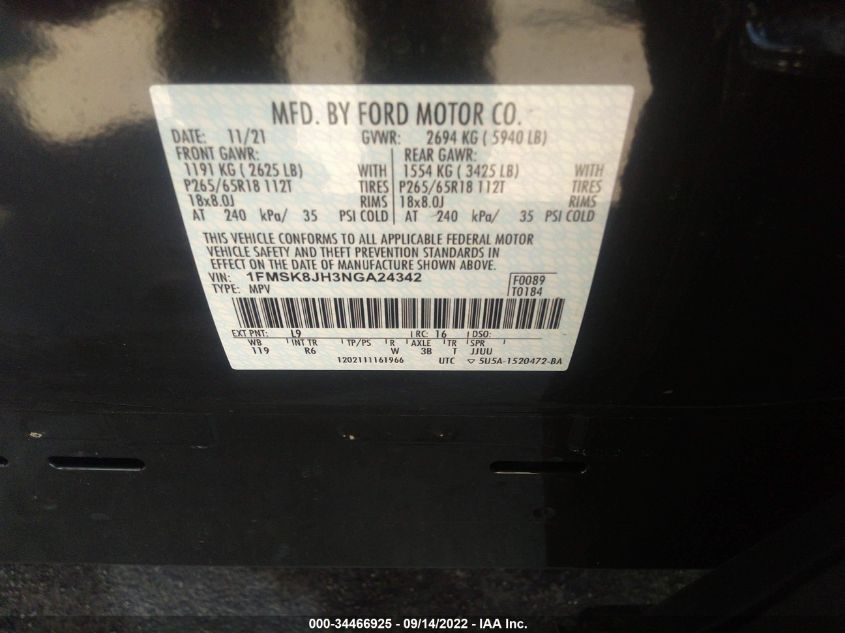 MFD. BY FORD MOTOR CO.
DATE: 11/21 GVWR: 2694 KG ( 5940 LB)
FRONT GAWR: REAR GAWR:
1191 KG ( 2625 LB) WITH 1554 KG ( 3425 LB) WITH
P265/65R18 112T TIRES P265/65R18 112T TIRES
18x8.0J RIMS 18x8.0J RIMS
AT 240 kPa/ 35 PSI COLD AT 240 kPa/ 35 PSI COLD
THIS VEHICLE CONFORMS TO ALL APPLICABLE FEDERAL MOTOR
VEHICLE SAFETY AND THEFT PREVENTION STANDARDS IN
EFFECT ON THE DATE OF MANUFACTURE SHOWN ABOVE.
VIN: 1FMSK8JH3NGA24342 F0089
TYPE: MPV T0184
EXT PNT: L9 RC: 16 DSO:
WB INT TR TP/PS R AXLE TR SPR
119 R6 W 3B T JJUU
1202111161966 UTC ▽ 5U5A-1520472-BA
000-34466925 - 09/14/2022 - IAA Inc.